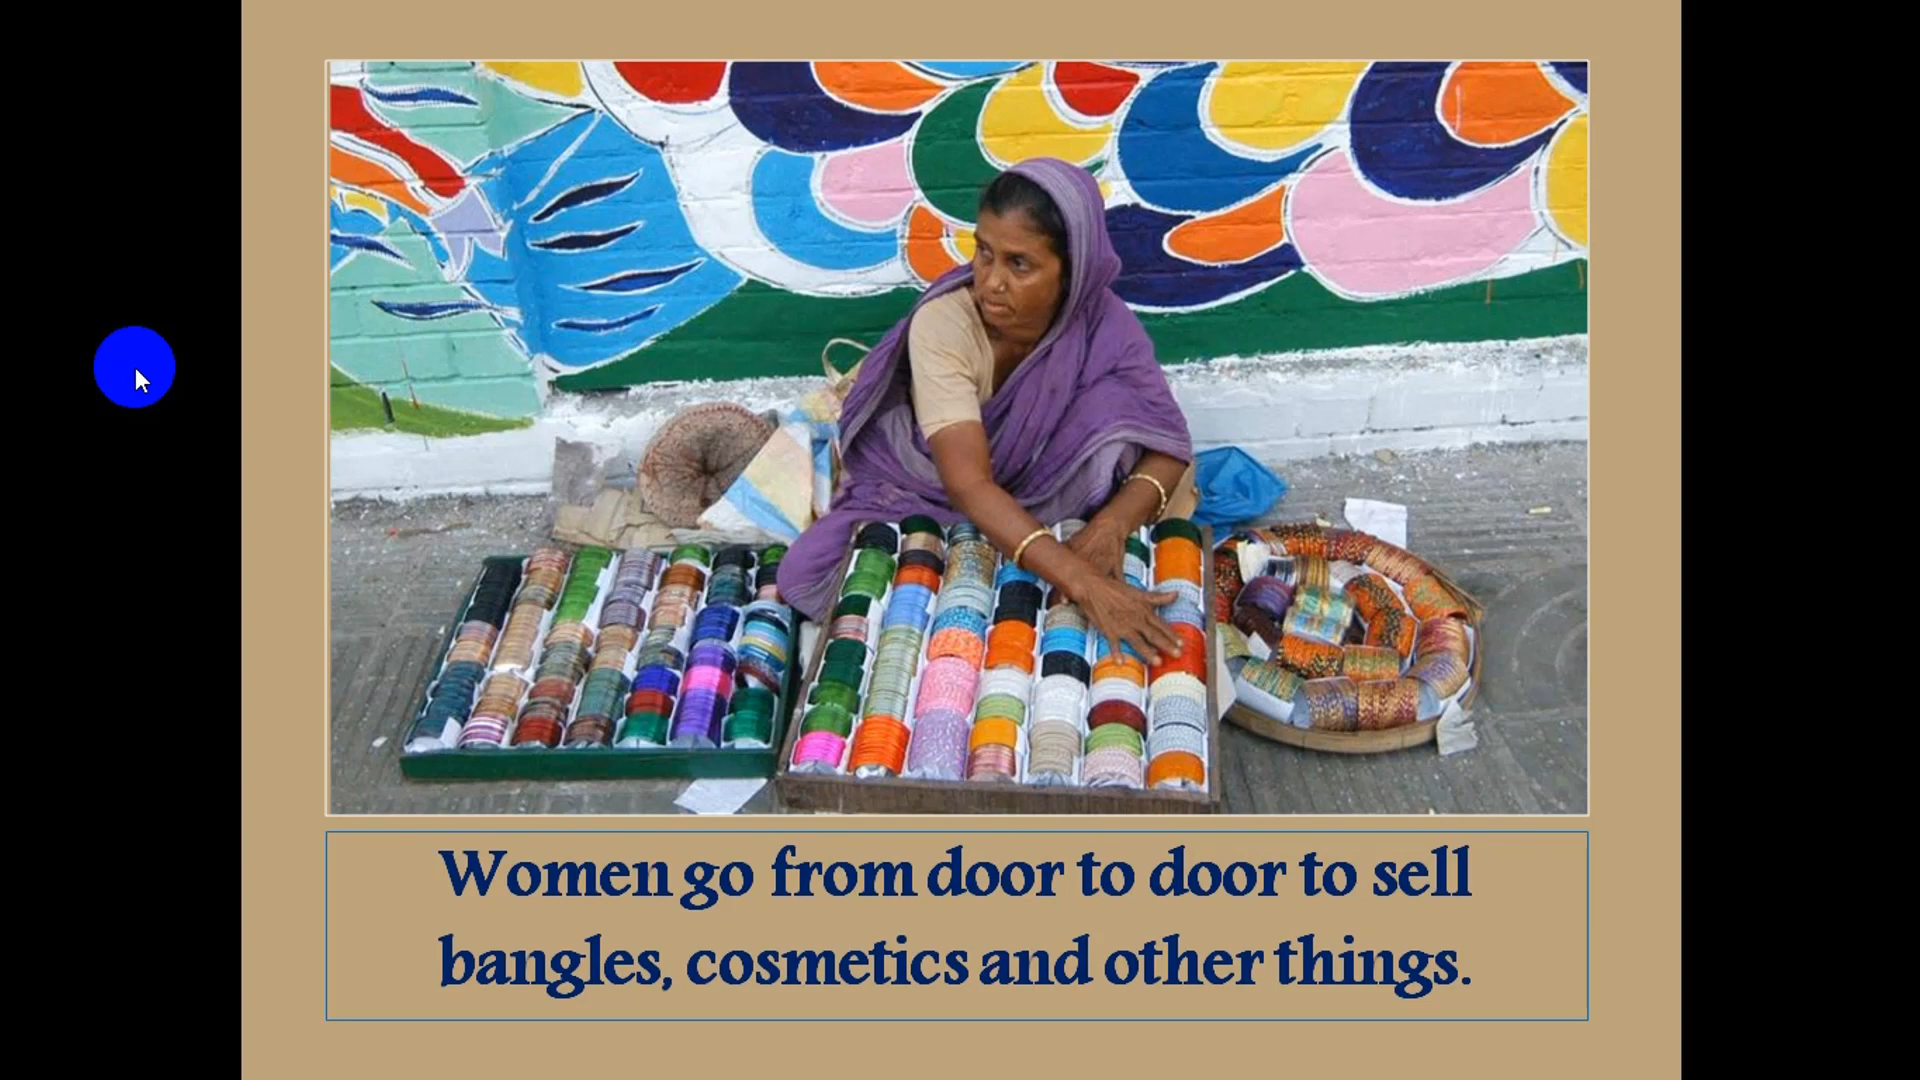 Women go from door to door to sell
bangles, cosmetics and other things.